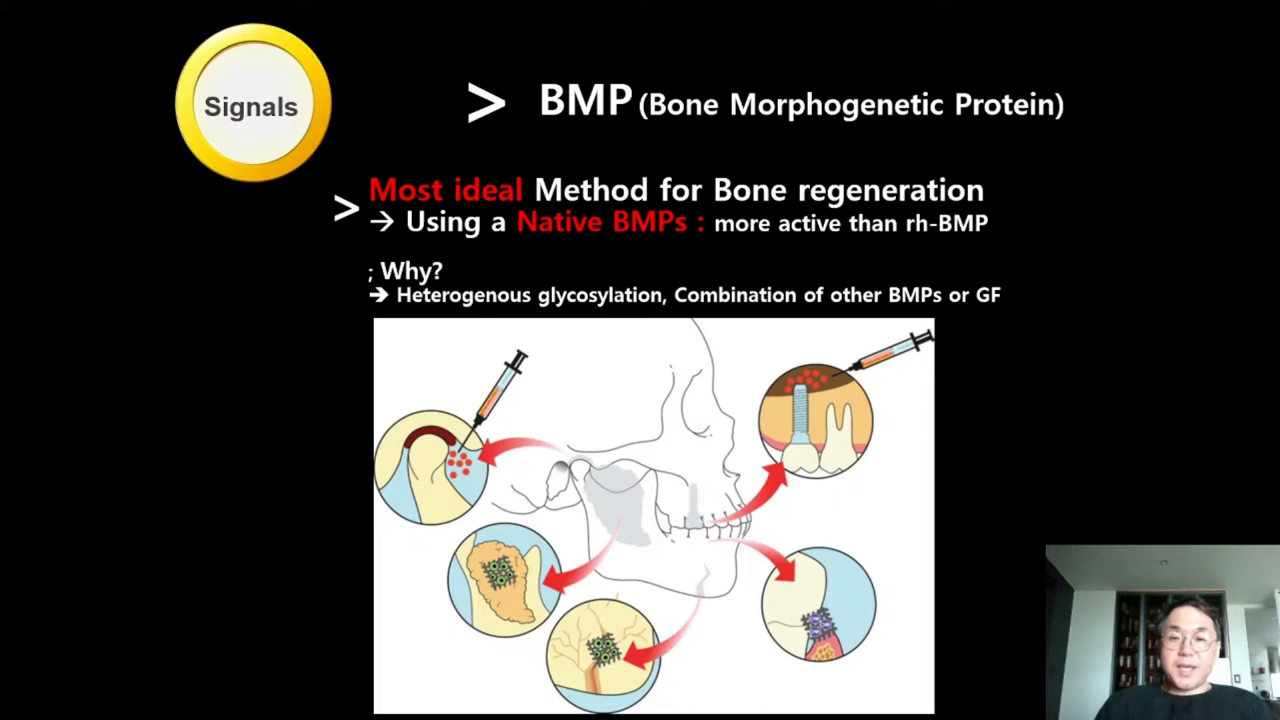 Signals
> BMP (Bone Morphogenetic Protein)
> Most ideal Method for Bone regeneration
→ Using a Native BMPs : more active than rh-BMP
; Why?
➔ Heterogenous glycosylation, Combination of other BMPs or GF